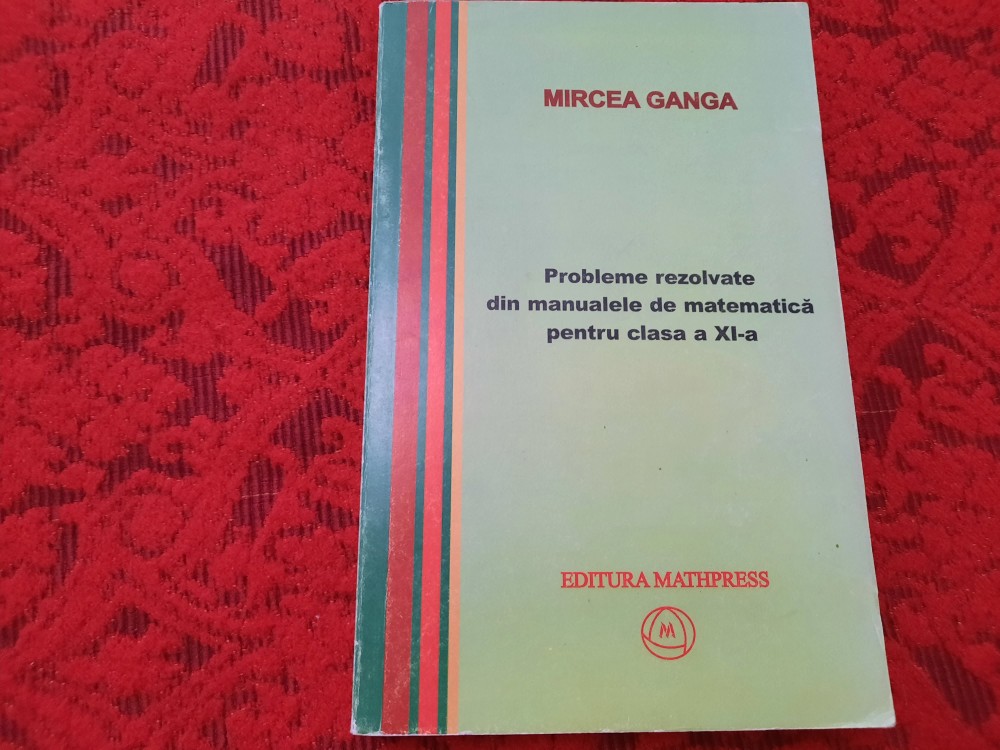 MIRCEA GANGA
Probleme rezolvate
din manualele de matematică
pentru clasa a XI-a
EDITURA MATHPRESS
M